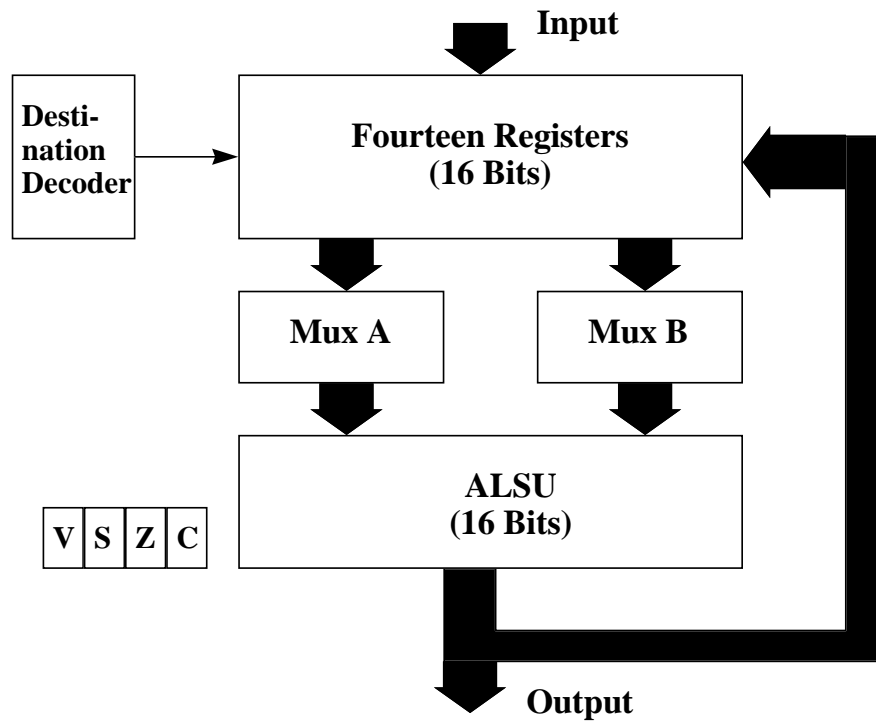 Input
Desti-
nation
Decoder
Fourteen Registers
(16 Bits)
Mux A
Mux B
ALSU
(16 Bits)
V S Z C
Output